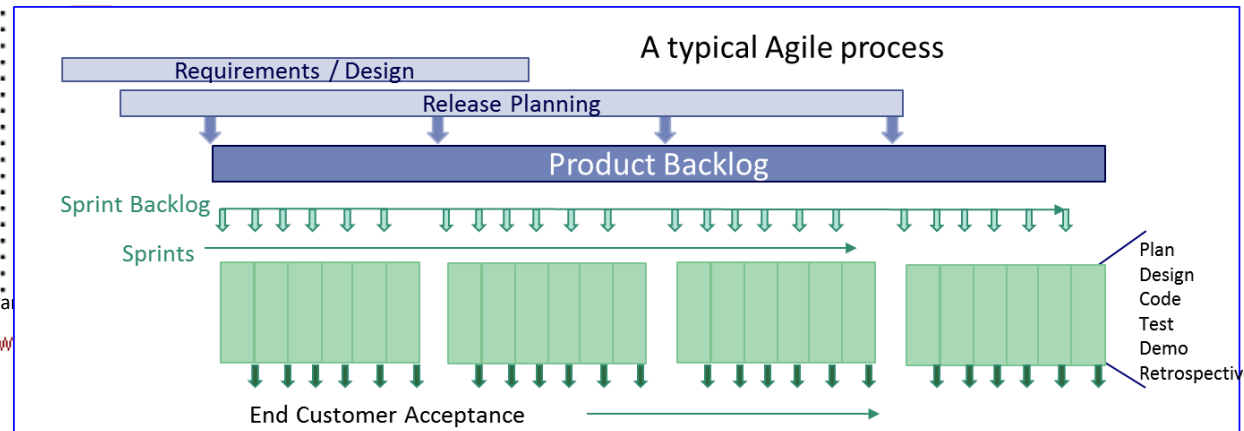 A typical Agile process
Requirements / Design
Release Planning
Product Backlog
Sprint Backlog
Sprints
Plan
Design
Code
Test
Demo
Retrospectiv
End Customer Acceptance